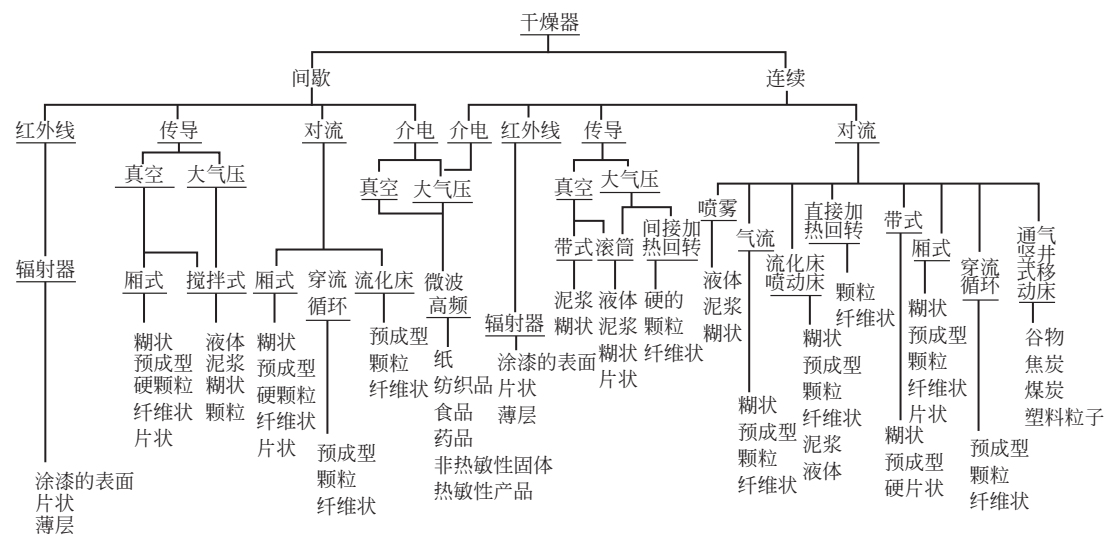 干燥器
间歇
连续
红外线
传导
对流
介电
介电
红外线
传导
对流
真空
大气压
真空
大气压
真空
大气压
辐射器
厢式
搅拌式
厢式
穿流
循环
流化床
微波
高频
辐射器
带式
滚筒
间接加
热回转
喷雾
气流
流化床
喷动床
直接加
热回转
带式
厢式
穿流
循环
通气
竖井
式移
动床
涂漆的表面
片状
薄层
糊状
预成型
硬颗粒
纤维状
片状
液体
泥浆
糊状
颗粒
糊状
预成型
硬颗粒
纤维状
片状
预成型
颗粒
纤维状
预成型
颗粒
纤维状
纸
纺织品
食品
药品
非热敏性固体
热敏性产品
涂漆的表面
片状
薄层
泥浆
糊状
液体
泥浆
糊状
片状
硬的
颗粒
纤维状
液体
泥浆
糊状
糊状
预成型
颗粒
纤维状
糊状
预成型
颗粒
纤维状
泥浆
液体
颗粒
纤维状
糊状
预成型
硬片状
糊状
预成型
颗粒
纤维状
片状
预成型
颗粒
纤维状
谷物
焦炭
煤炭
塑料粒子